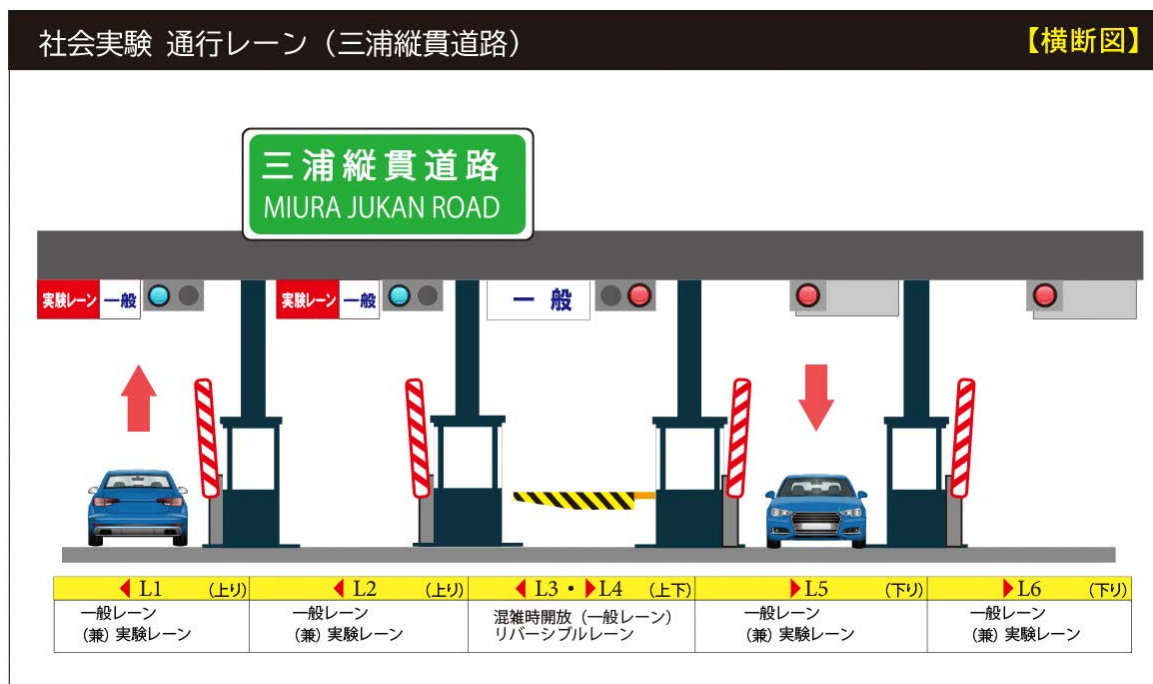 社会実験 通行レーン（三浦縦貫道路）
【横断図】
三浦縦貫道路
MIURA JUKAN ROAD
実験レーン 一般
実験レーン 一般
一般
L1 （上り）
一般レーン
（兼）実験レーン
L2 （上り）
一般レーン
（兼）実験レーン
L3・L4 （上下）
混雑時開放（一般レーン）
リバーシブルレーン
L5 （下り）
一般レーン
（兼）実験レーン
L6 （下り）
一般レーン
（兼）実験レーン